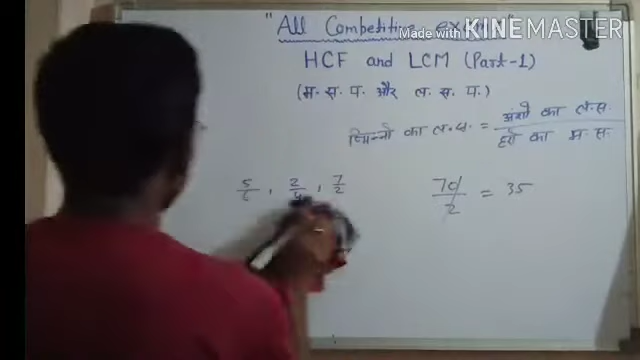 "All Competitive exam"
Made with KINEMASTER
HCF and LCM (Part-1)
(म. स. प. और ल. स. प.)
भिन्नों का ल. स. = अंशों का ल. स. / हरों का म. स.
5/6 , 2/4 , 7/2
70/2 = 35